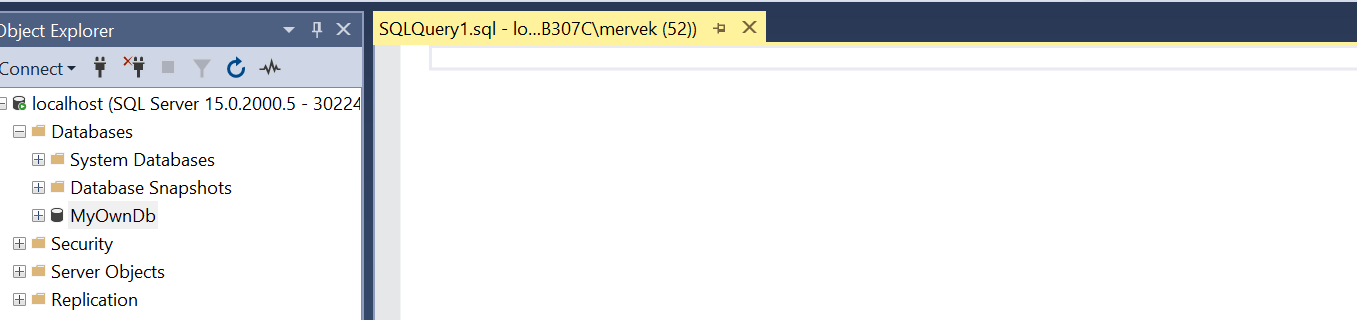 Object Explorer
Connect
localhost (SQL Server 15.0.2000.5 - 30224
Databases
System Databases
Database Snapshots
MyOwnDb
Security
Server Objects
Replication
SQLQuery1.sql - lo...B307C\mervek (52))